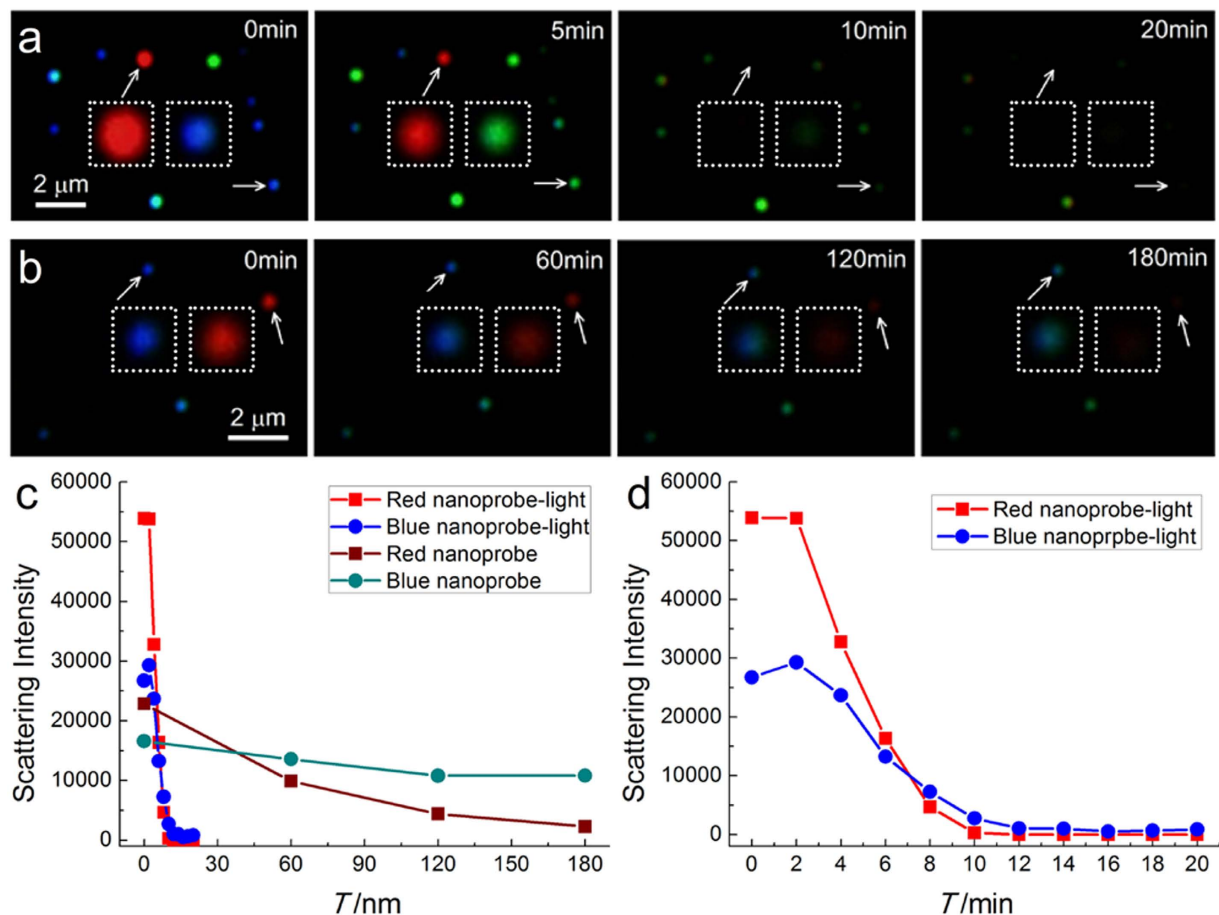 a
0min
5min
10min
20min
2 μm
b
0min
60min
120min
180min
2 μm
c
60000
50000
40000
30000
20000
10000
0
Scattering Intensity
Red nanoprobe-light
Blue nanoprobe-light
Red nanoprobe
Blue nanoprobe
0 30 60 90 120 150 180
T /nm
d
60000
50000
40000
30000
20000
10000
0
Scattering Intensity
Red nanoprobe-light
Blue nanoprpbe-light
0 2 4 6 8 10 12 14 16 18 20
T /min